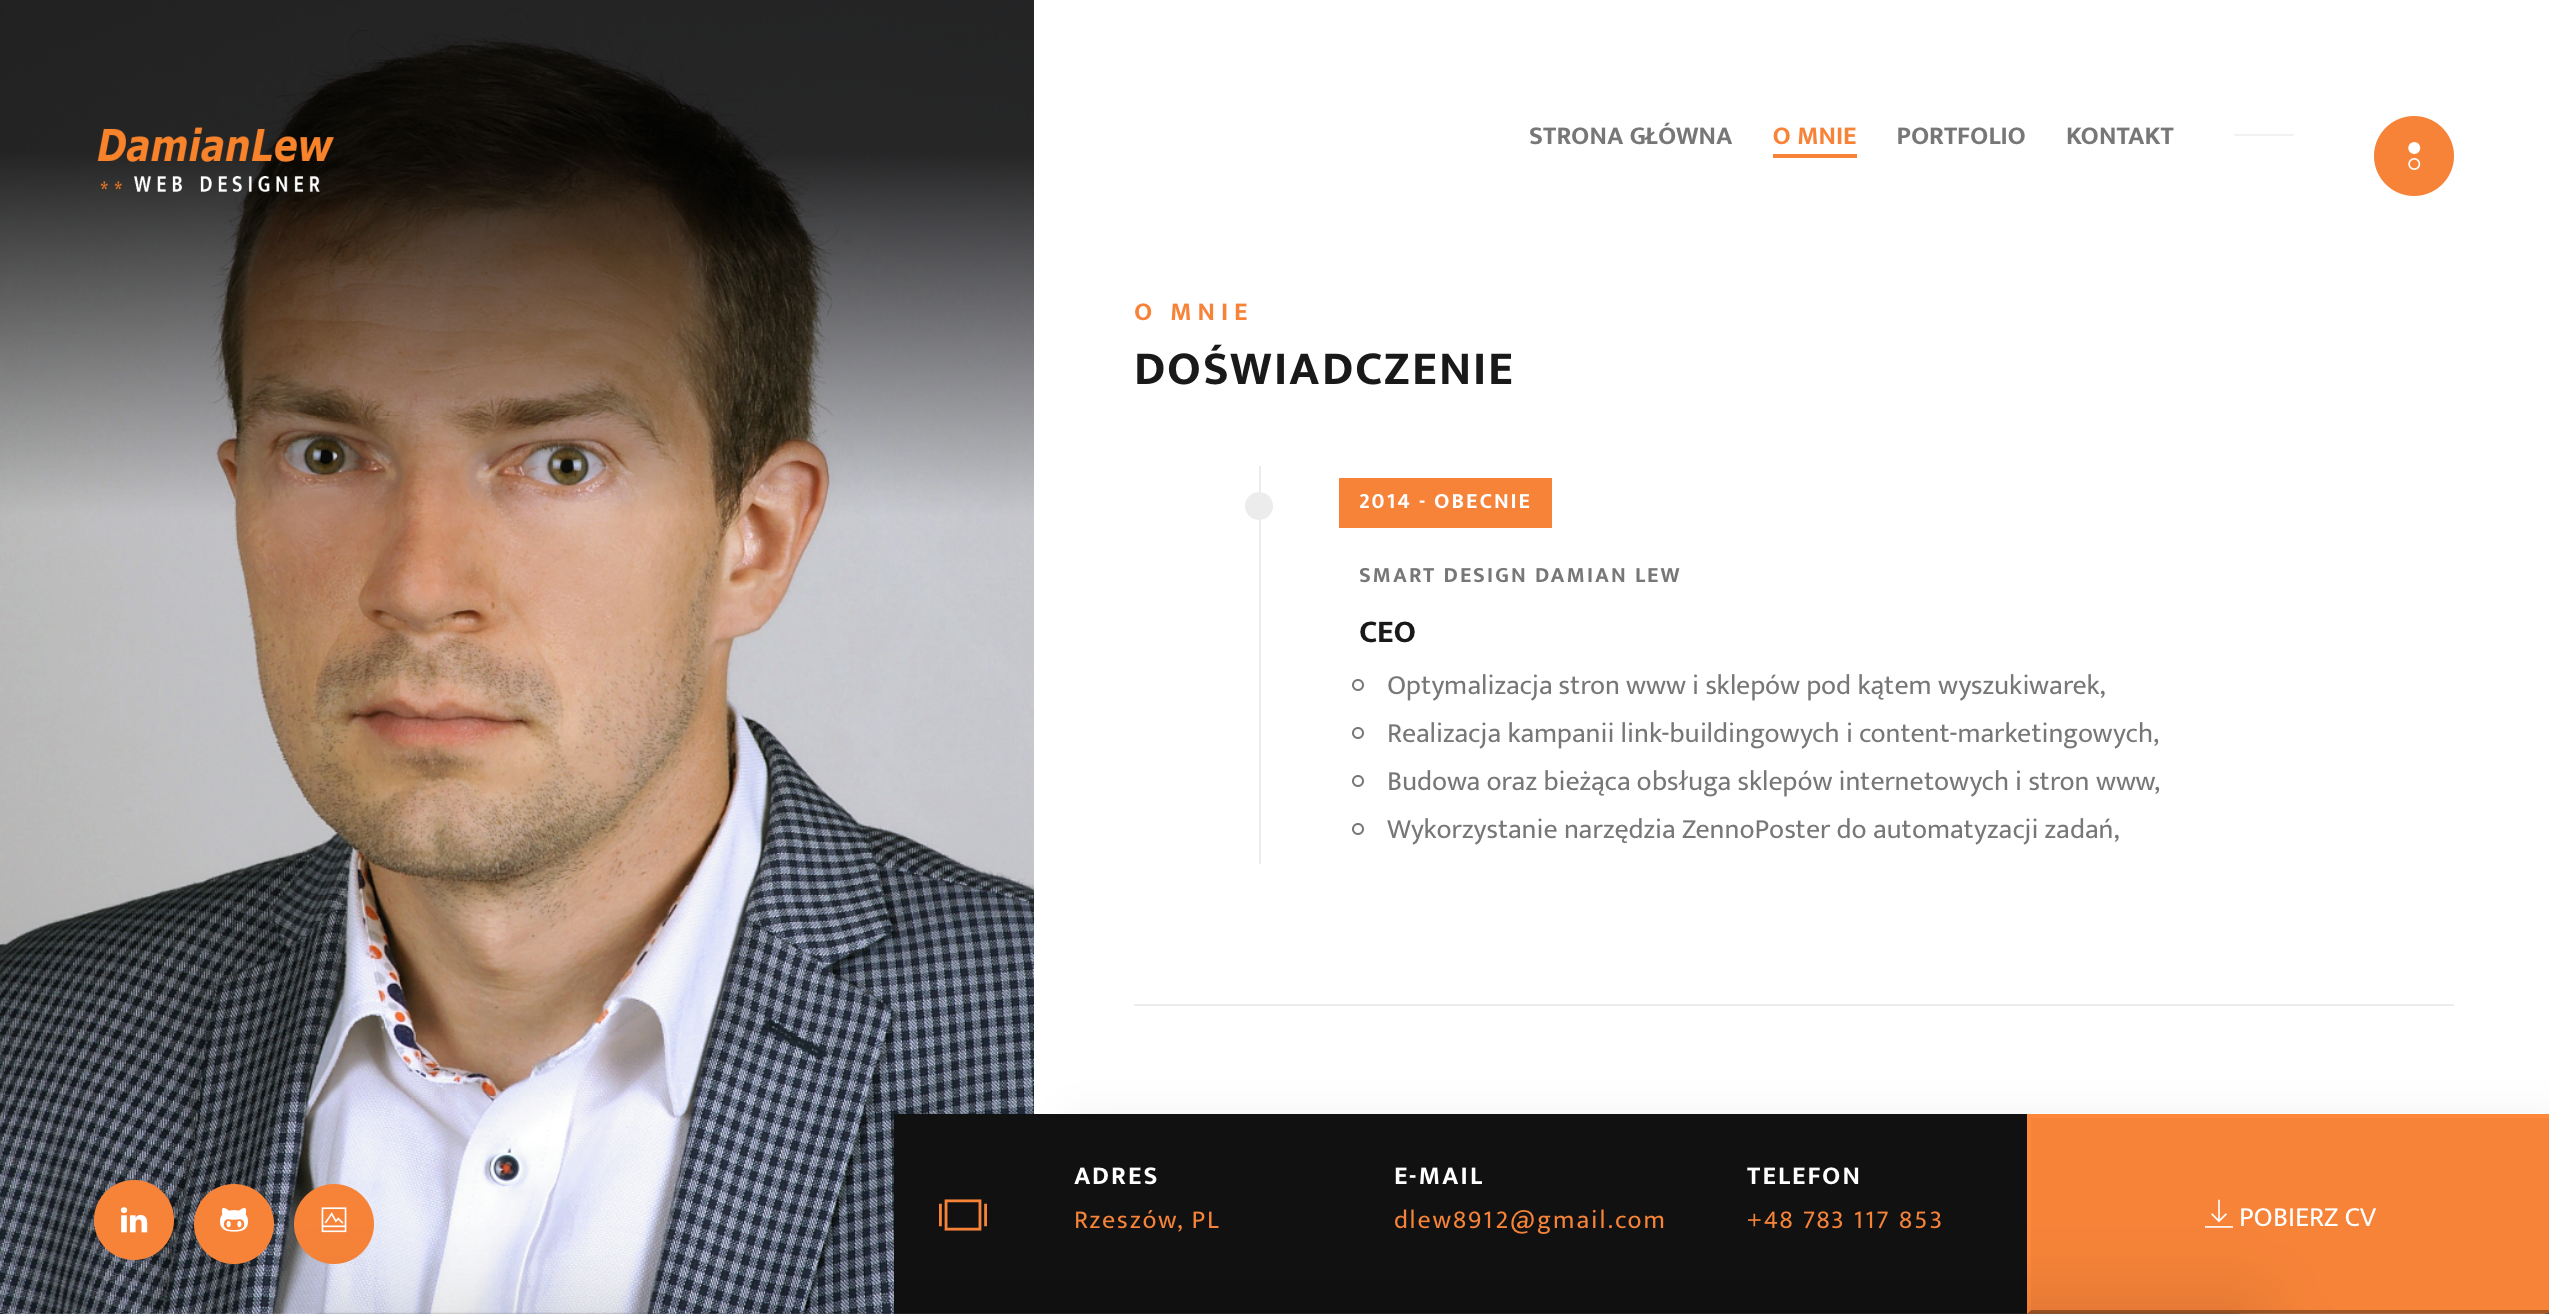 DamianLew
** WEB DESIGNER
STRONA GŁÓWNA O MNIE PORTFOLIO KONTAKT
O MNIE
DOŚWIADCZENIE
2014 - OBECNIE
SMART DESIGN DAMIAN LEW
CEO
Optymalizacja stron www i sklepów pod kątem wyszukiwarek,
Realizacja kampanii link-buildingowych i content-marketingowych,
Budowa oraz bieżąca obsługa sklepów internetowych i stron www,
Wykorzystanie narzędzia ZennoPoster do automatyzacji zadań,
in
ADRES
Rzeszów, PL
E-MAIL
dlew8912@gmail.com
TELEFON
+48 783 117 853
POBIERZ CV